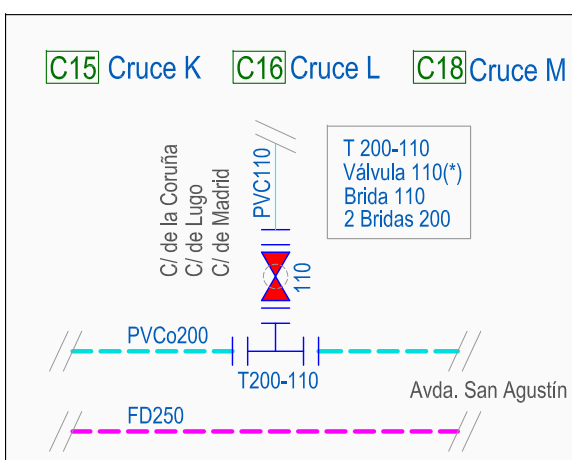 C15 Cruce K
C16 Cruce L
C18 Cruce M
T 200-110
Válvula 110(*)
Brida 110
2 Bridas 200
C/ de la Coruña
C/ de Lugo
C/ de Madrid
PVC110
110
PVCo200
T200-110
Avda. San Agustín
FD250